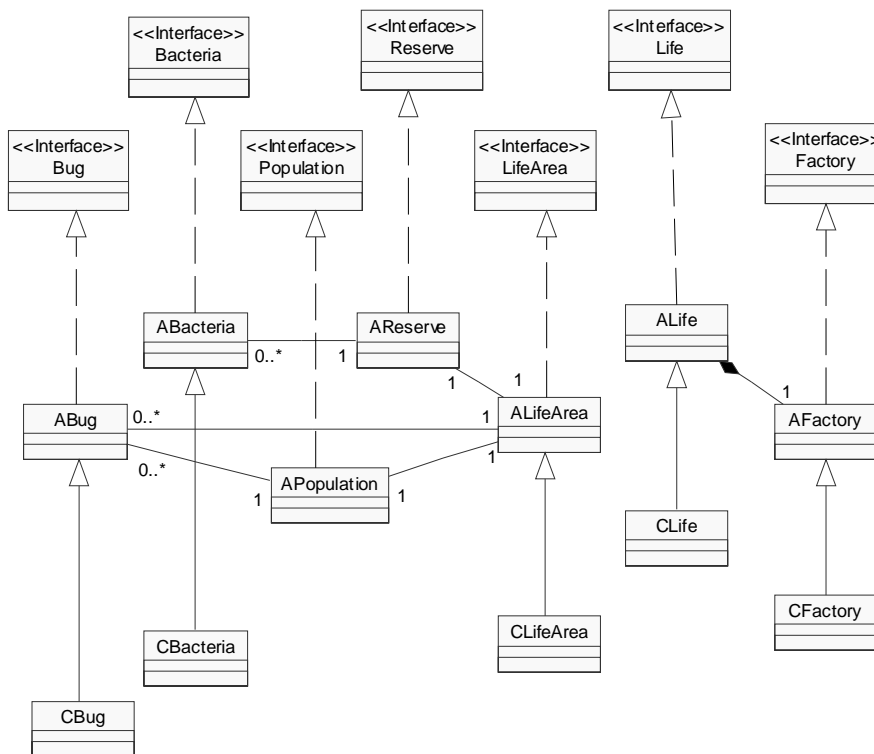 <<Interface>>
Bacteria
<<Interface>>
Reserve
<<Interface>>
Life
<<Interface>>
Bug
<<Interface>>
Population
<<Interface>>
LifeArea
<<Interface>>
Factory
ABacteria
0..*
1
AReserve
1
1
ALife
1
ABug
0..*
0..*
1
ALifeArea
1
AFactory
1
APopulation
1
CLife
CBacteria
CLifeArea
CFactory
CBug